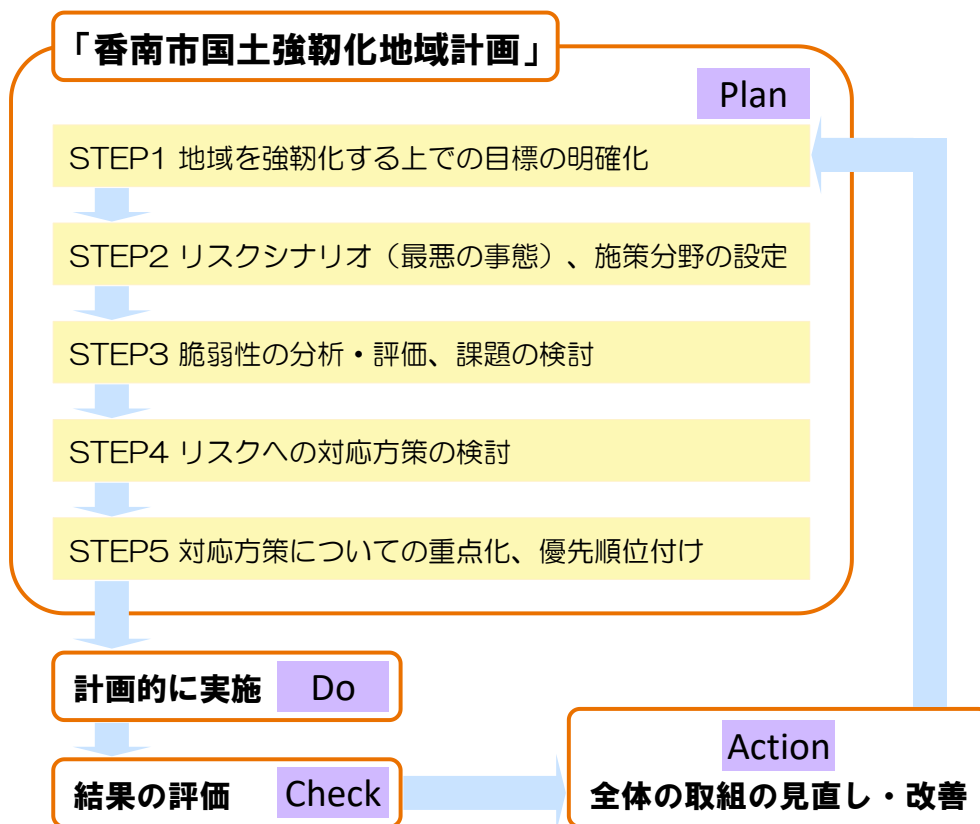 「香南市国土強靭化地域計画」
Plan
STEP1 地域を強靭化する上での目標の明確化
STEP2 リスクシナリオ（最悪の事態）、施策分野の設定
STEP3 脆弱性の分析・評価、課題の検討
STEP4 リスクへの対応方策の検討
STEP5 対応方策についての重点化、優先順位付け
計画的に実施 Do
結果の評価 Check
Action
全体の取組の見直し・改善